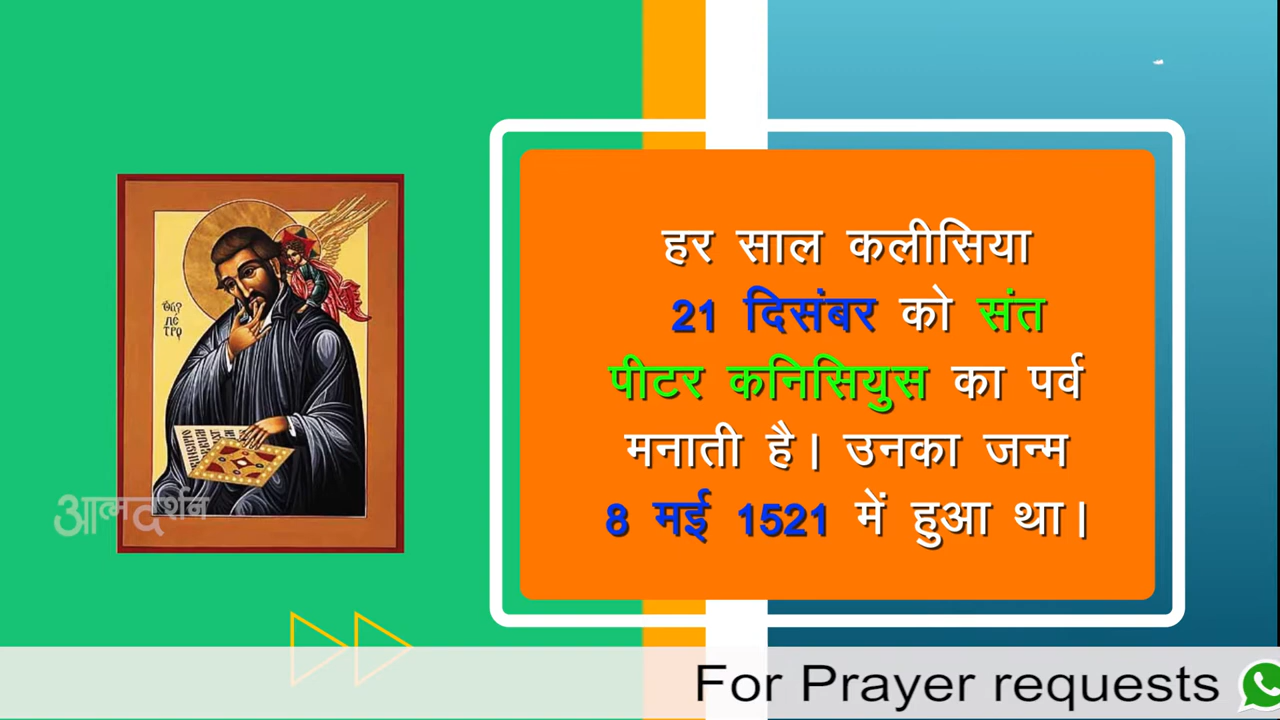 हर साल कलीसिया
21 दिसंबर को संत
पीटर कनिसियुस का पर्व
मनाती है। उनका जन्म
8 मई 1521 में हुआ था।
आत्मदर्शन
For Prayer requests